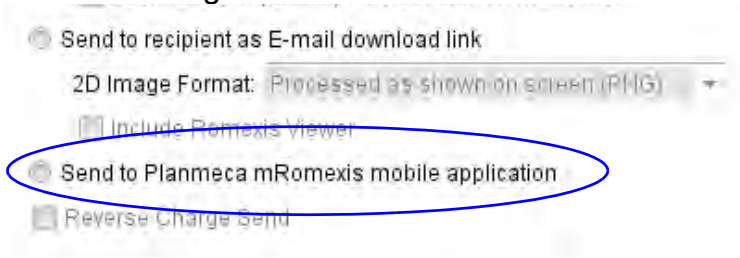 Send to recipient as E-mail download link
2D Image Format: Processed as shown on screen (PNG)
Include Romexis Viewer
Send to Planmeca mRomexis mobile application
Reverse Charge Send